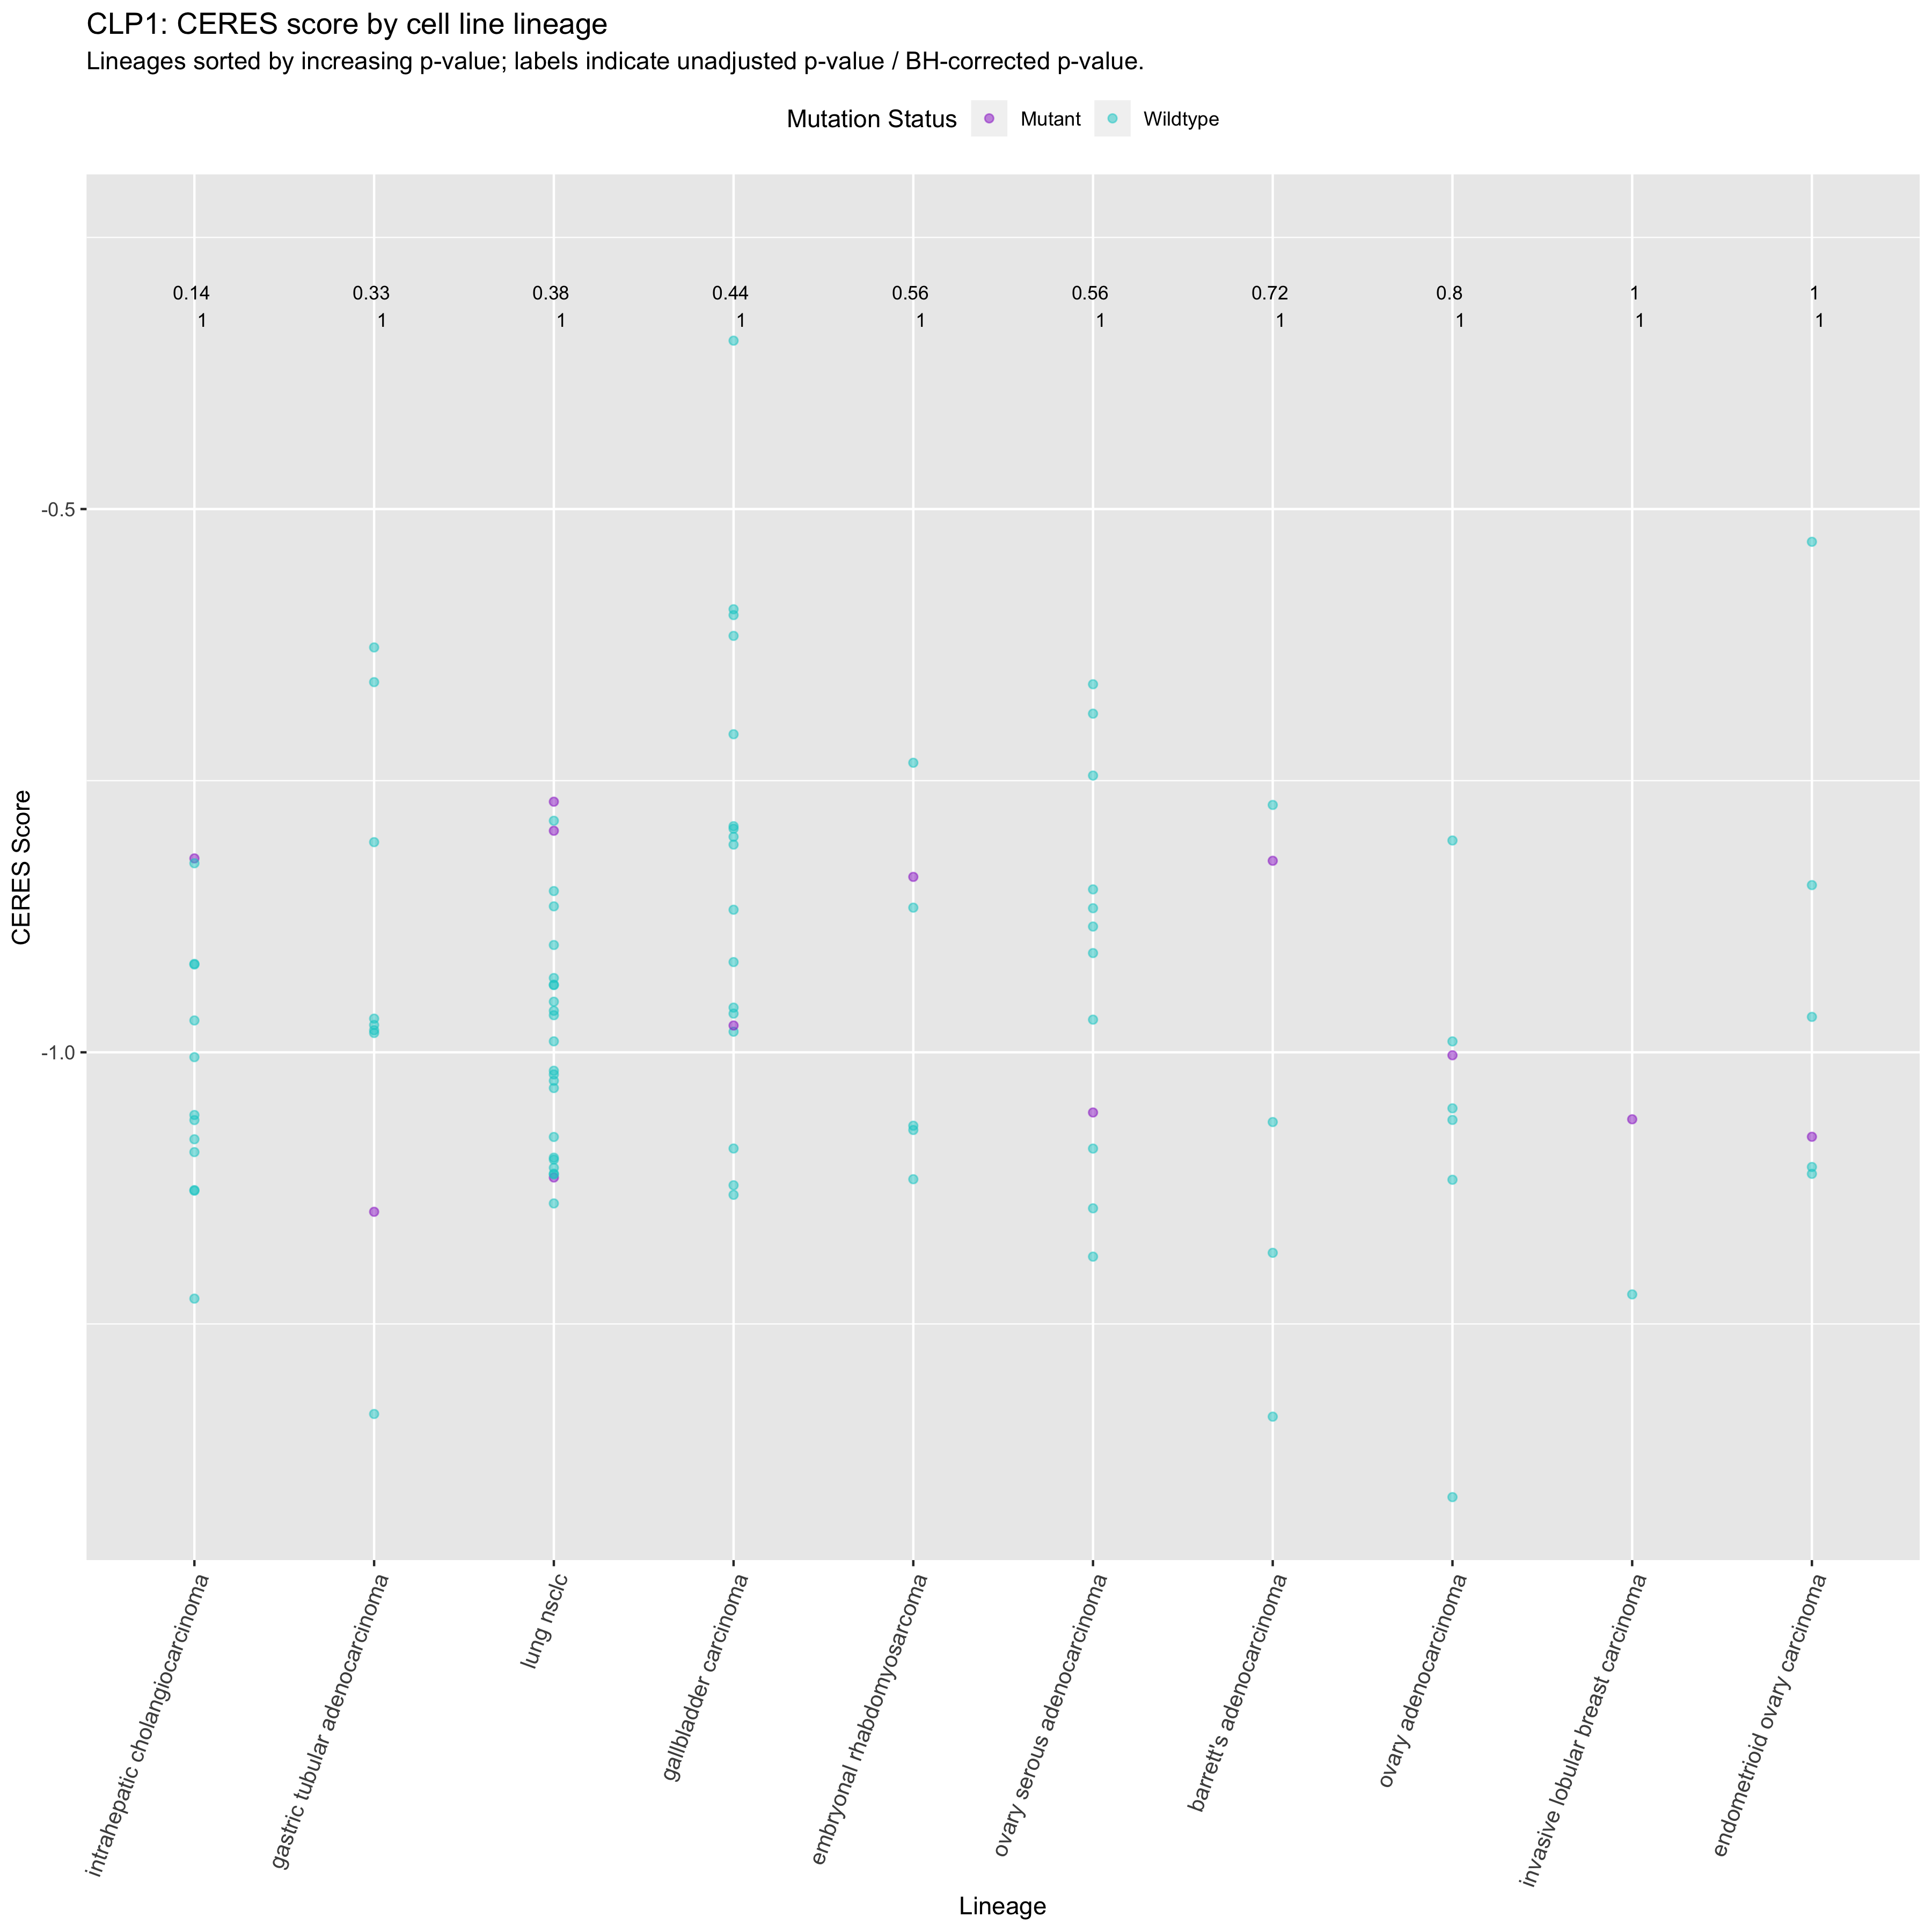 CLP1: CERES score by cell line lineage
Lineages sorted by increasing p-value; labels indicate unadjusted p-value / BH-corrected p-value.
Mutation Status Mutant Wildtype
0.14 0.33 0.38 0.44 0.56 0.56 0.72 0.8 1 1
1 1 1 1 1 1 1 1 1 1
-0.5
-1.0
CERES Score
intrahepatic cholangiocarcinoma
gastric tubular adenocarcinoma
lung nsclc
gallbladder carcinoma
embryonal rhabdomyosarcoma
ovary serous adenocarcinoma
barrett's adenocarcinoma
ovary adenocarcinoma
invasive lobular breast carcinoma
endometrioid ovary carcinoma
Lineage